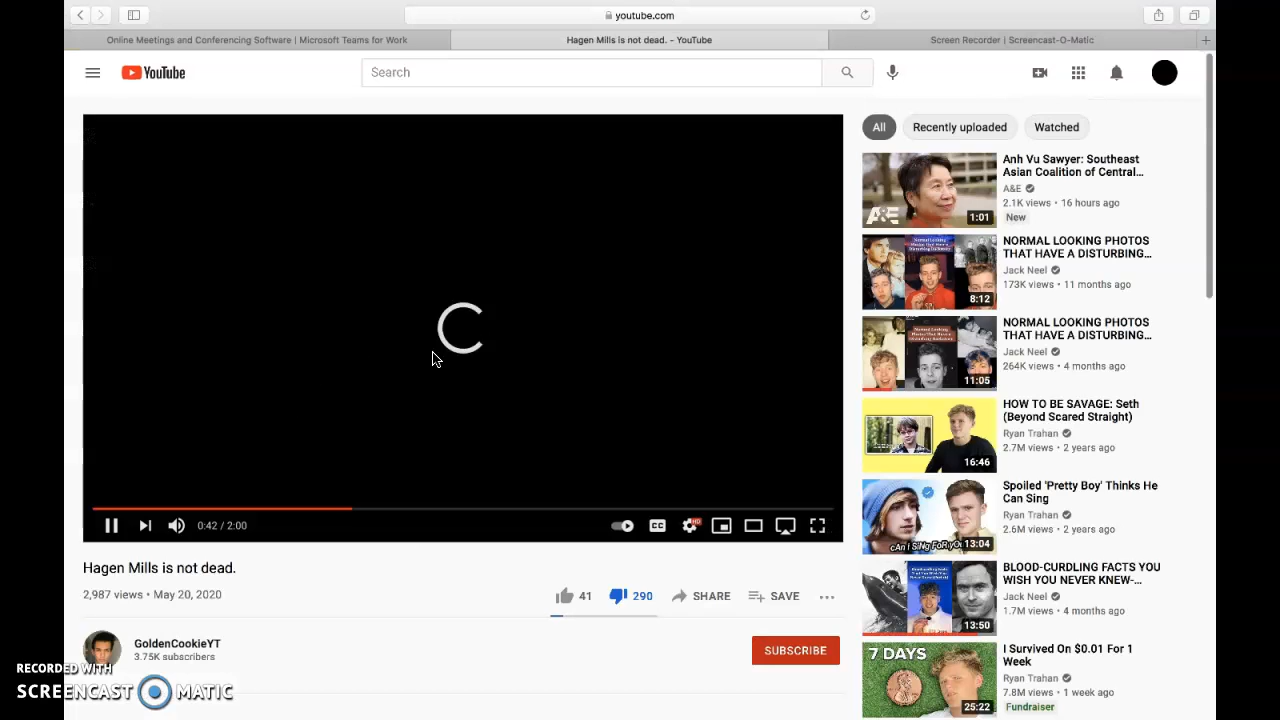 youtube.com
Online Meetings and Conferencing Software | Microsoft Teams for Work
Hagen Mills is not dead. - YouTube
Screen Recorder | Screencast-O-Matic
YouTube
Search
All
Recently uploaded
Watched
Anh Vu Sawyer: Southeast
Asian Coalition of Central...
A&E
2.1K views • 16 hours ago
New
A&E
1:01
NORMAL LOOKING PHOTOS
THAT HAVE A DISTURBING...
Jack Neel
173K views • 11 months ago
8:12
NORMAL LOOKING PHOTOS
THAT HAVE A DISTURBING...
Jack Neel
264K views • 4 months ago
11:05
HOW TO BE SAVAGE: Seth
(Beyond Scared Straight)
Ryan Trahan
2.7M views • 2 years ago
16:46
Spoiled 'Pretty Boy' Thinks He
Can Sing
Ryan Trahan
2.6M views • 2 years ago
13:04
BLOOD-CURDLING FACTS YOU
WISH YOU NEVER KNEW-...
Jack Neel
1.7M views • 4 months ago
13:50
I Survived On $0.01 For 1
Week
Ryan Trahan
7.8M views • 1 week ago
Fundraiser
7 DAYS
25:22
0:42 / 2:00
CC
HD
Hagen Mills is not dead.
2,987 views • May 20, 2020
41
290
SHARE
SAVE
GoldenCookieYT
3.75K subscribers
SUBSCRIBE
RECORDED WITH
SCREENCAST MATIC